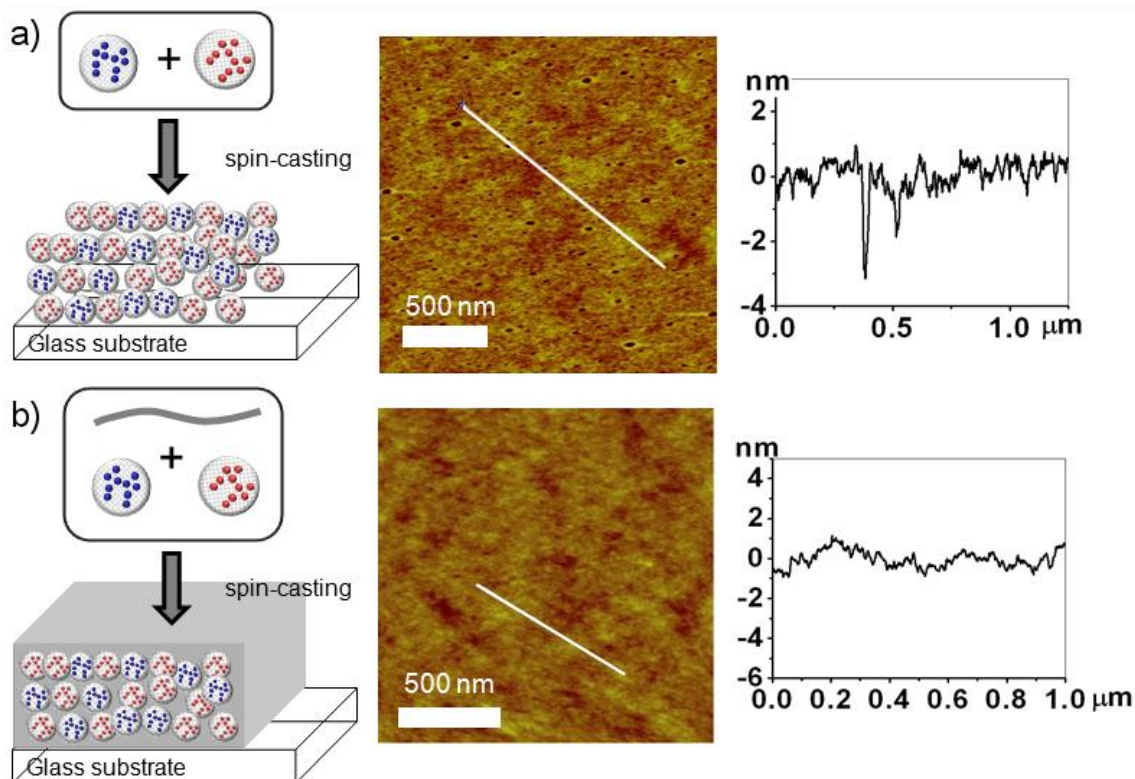 a)
+
spin-casting
Glass substrate
500 nm
nm
2
0
-2
-4
0.0
0.5
1.0
μm
b)
+
spin-casting
Glass substrate
500 nm
nm
4
2
0
-2
-4
-6
0.0
0.2
0.4
0.6
0.8
1.0
μm